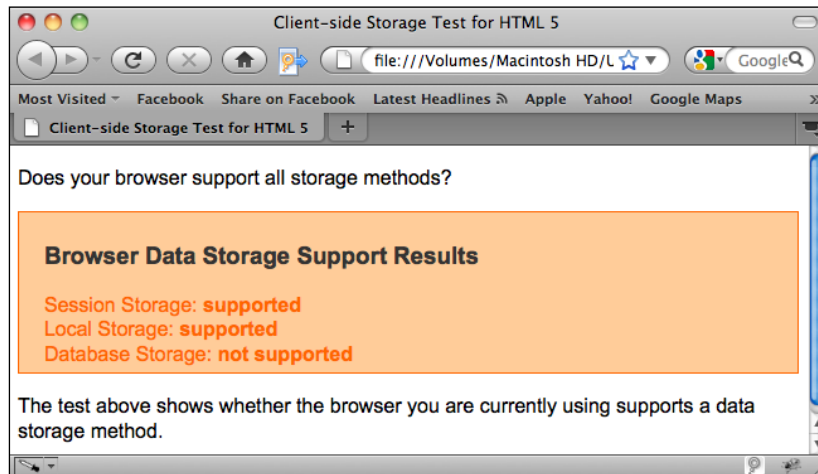 Client-side Storage Test for HTML 5
file:///Volumes/Macintosh HD/U
Google
Most Visited Facebook Share on Facebook Latest Headlines Apple Yahoo! Google Maps »
Client-side Storage Test for HTML 5 +
Does your browser support all storage methods?
Browser Data Storage Support Results
Session Storage: supported
Local Storage: supported
Database Storage: not supported
The test above shows whether the browser you are currently using supports a data
storage method.